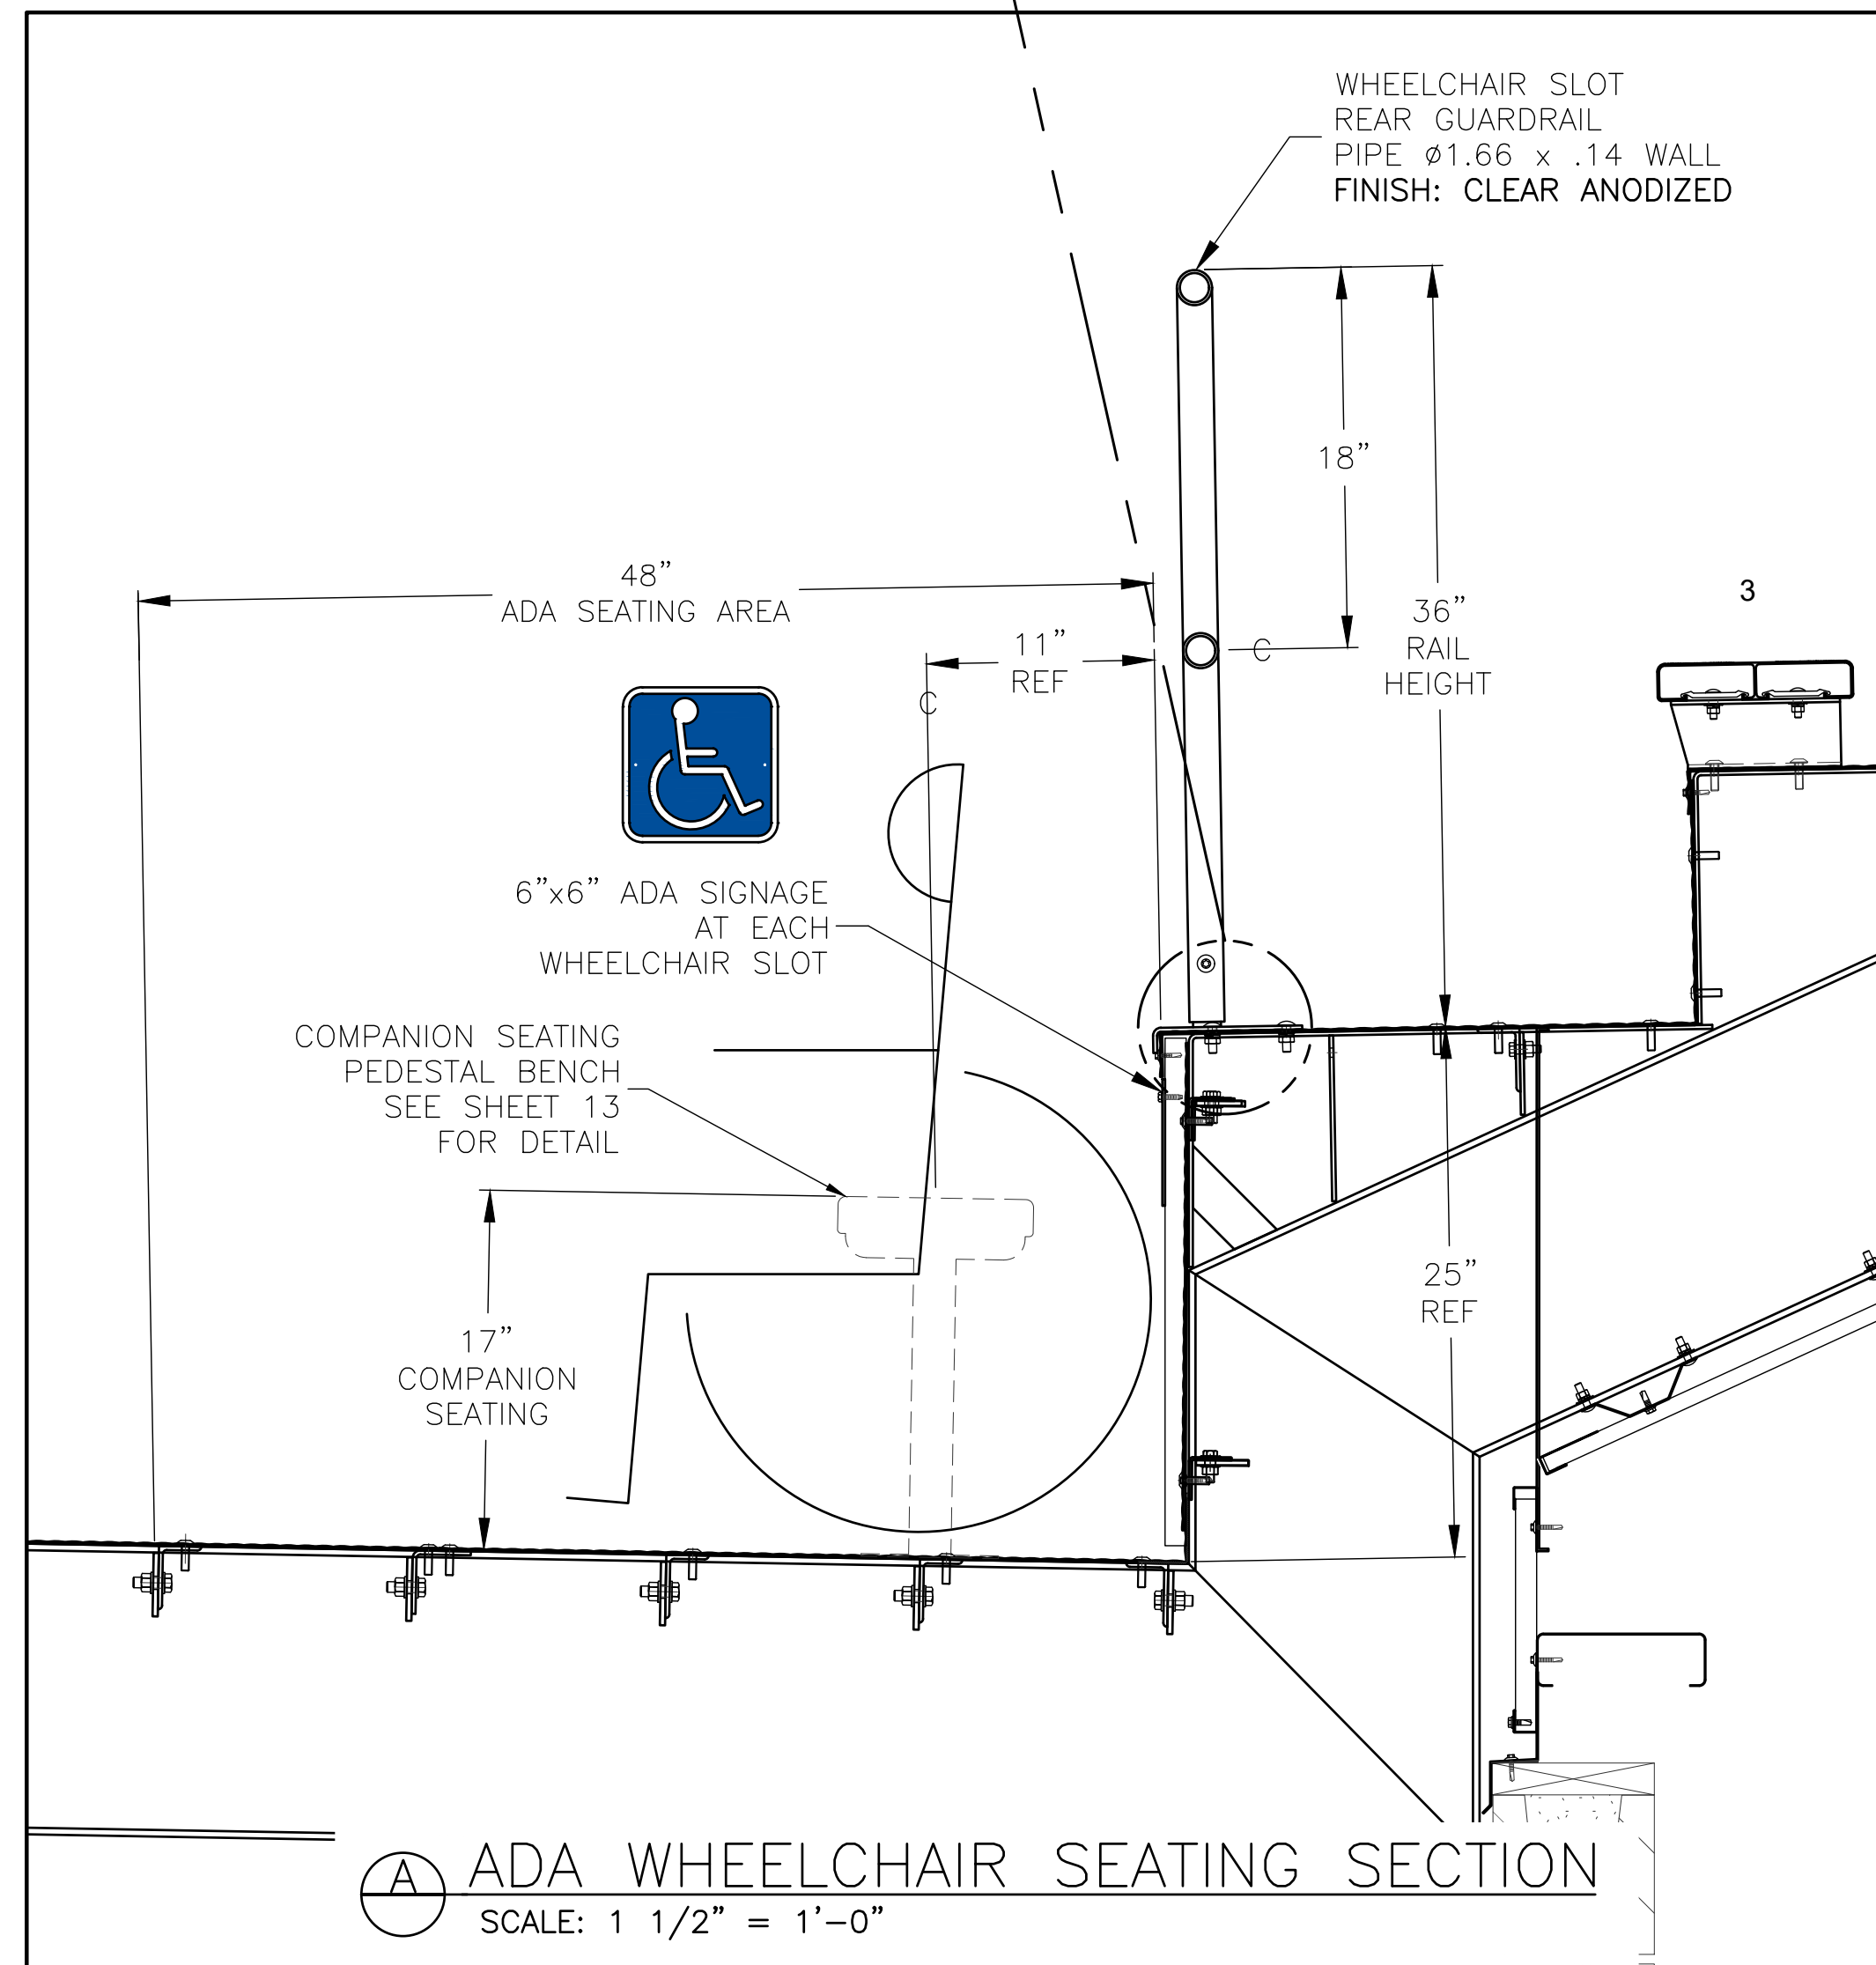 WHEELCHAIR SLOT
REAR GUARDRAIL
PIPE ø1.66 x .14 WALL
FINISH: CLEAR ANODIZED
18”
48”
ADA SEATING AREA
36”
RAIL
HEIGHT
3
11”
REF
C
C
6”x6” ADA SIGNAGE
AT EACH
WHEELCHAIR SLOT
COMPANION SEATING
PEDESTAL BENCH
SEE SHEET 13
FOR DETAIL
25”
REF
17”
COMPANION
SEATING
A
ADA WHEELCHAIR SEATING SECTION
SCALE: 1 1/2” = 1’-0”